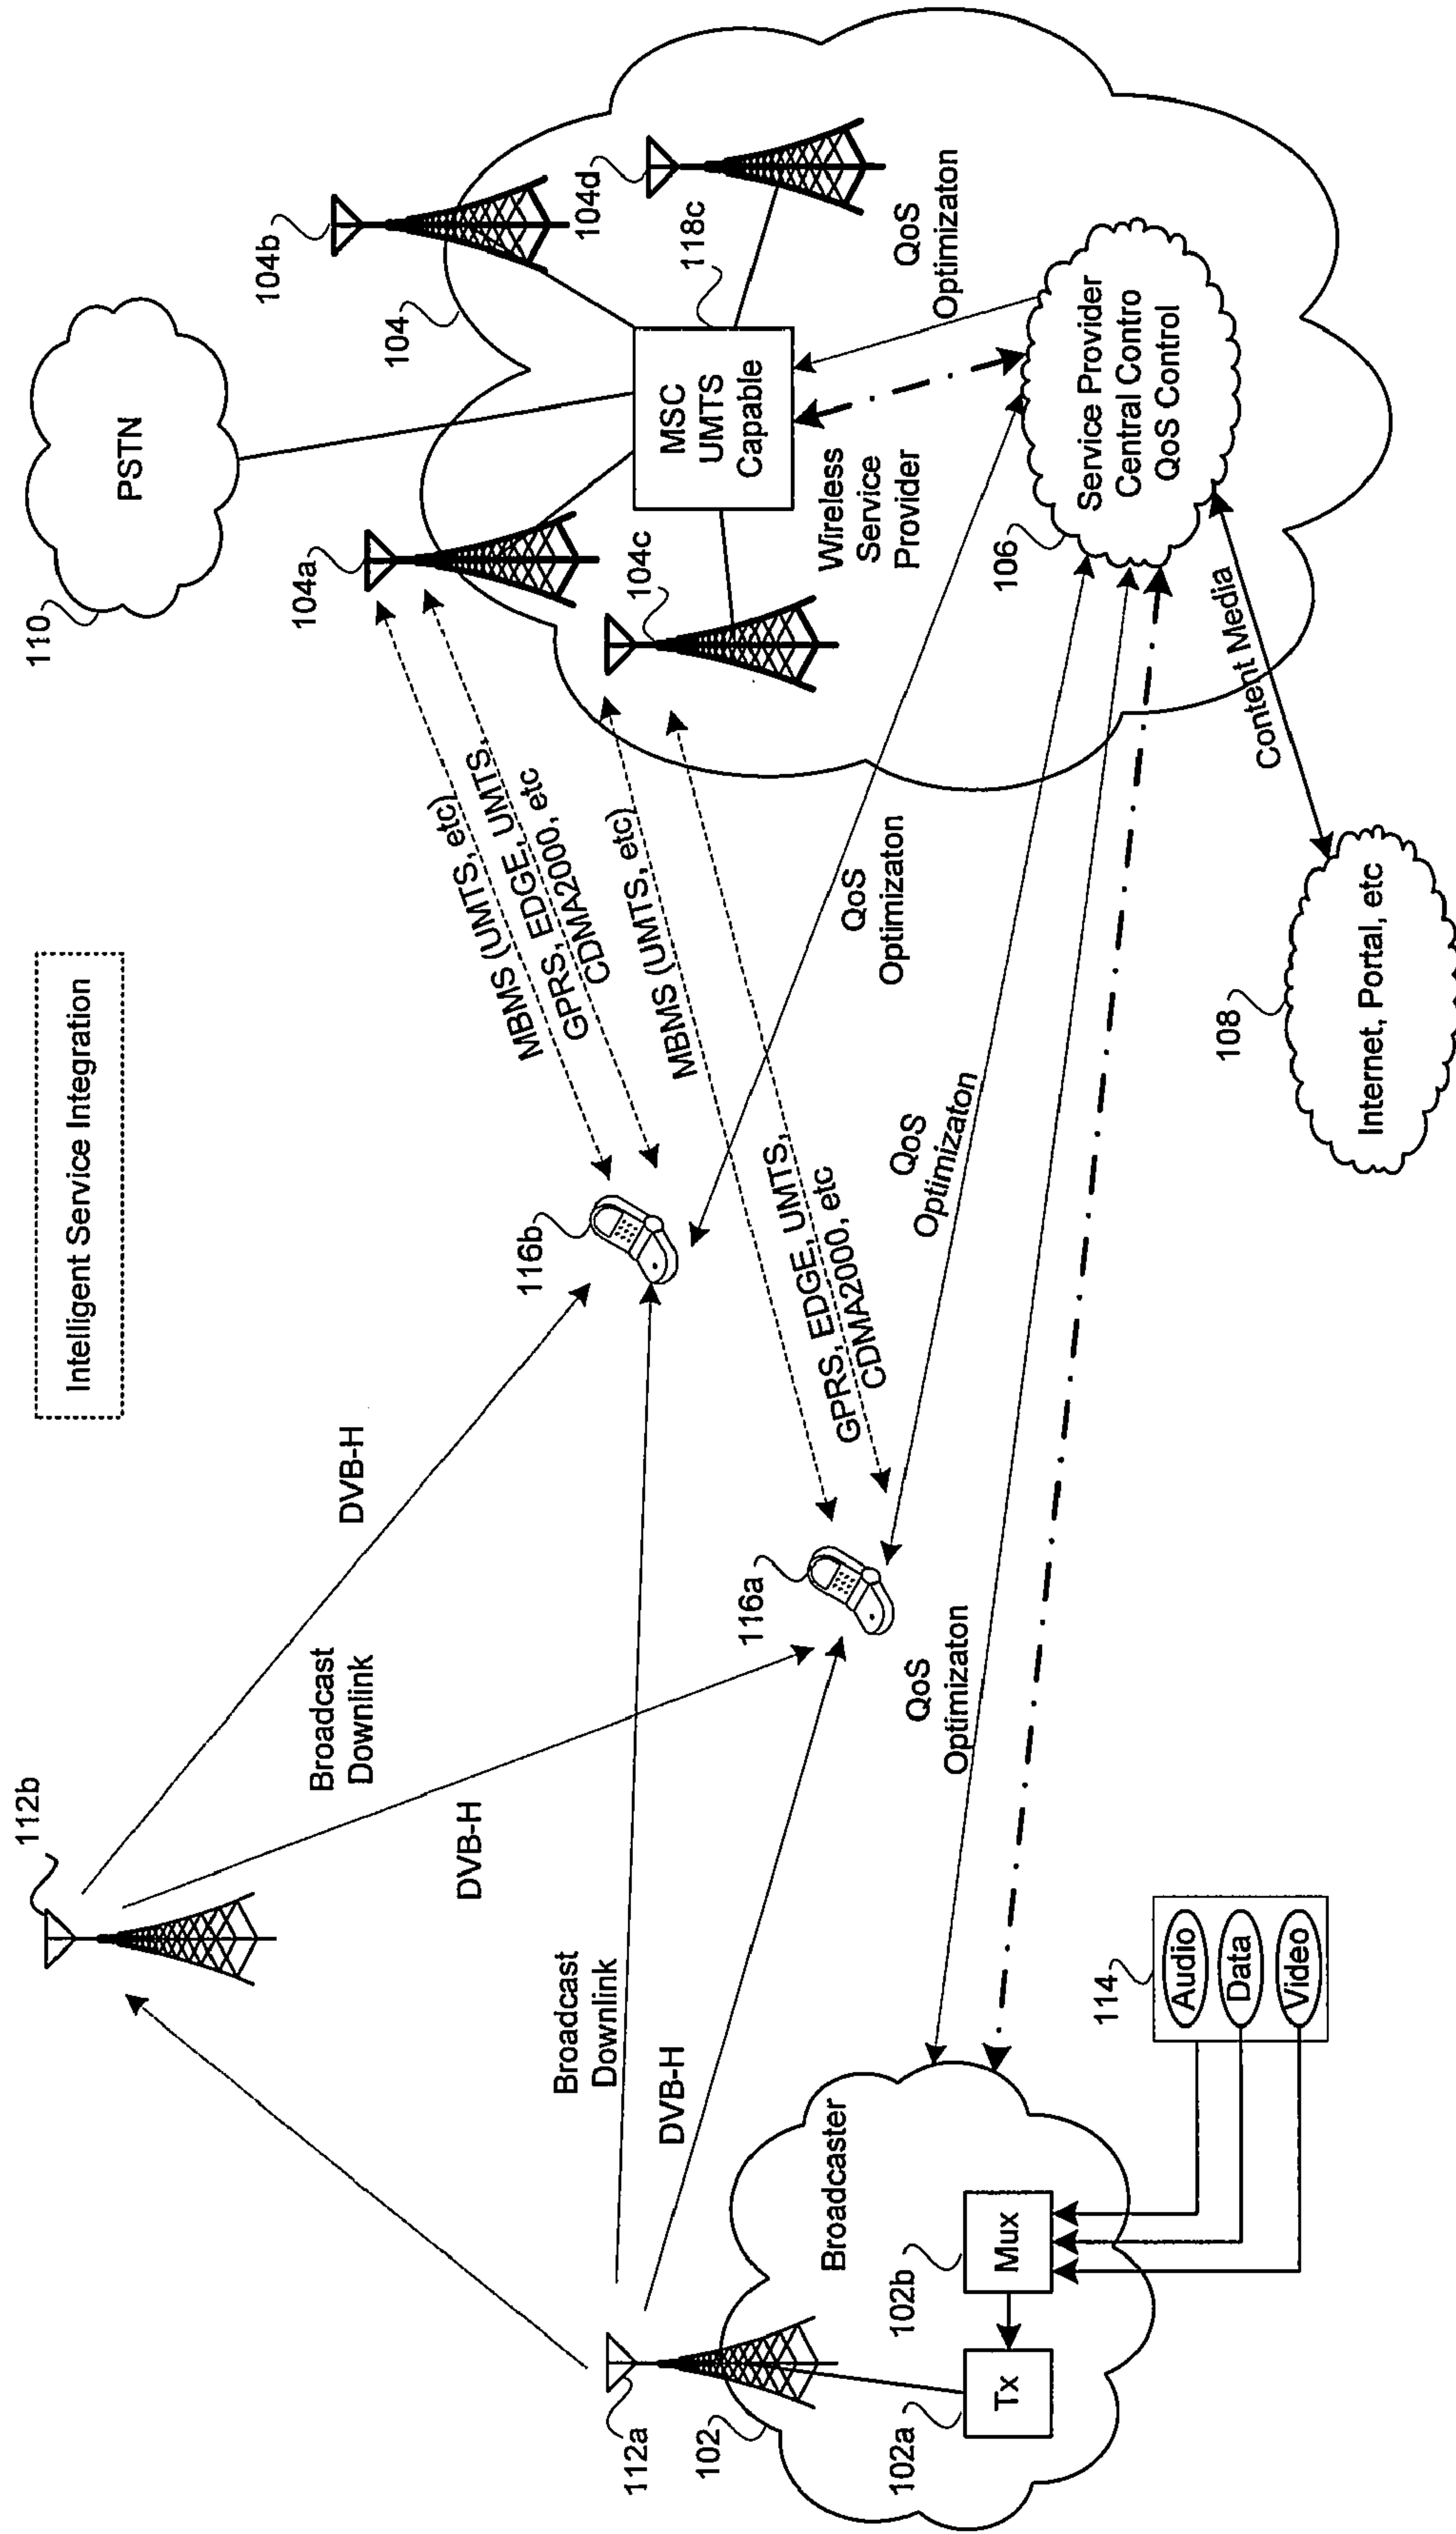 Intelligent Service Integration
112b
DVB-H
Broadcast
Downlink
DVB-H
112a
Broadcast
Downlink
DVB-H
102
Broadcaster
102a
Tx
102b
Mux
114
Audio
Data
Video
116a
116b
MBMS (UMTS, etc)
GPRS, EDGE, UMTS,
CDMA2000, etc
MBMS (UMTS, etc)
GPRS, EDGE, UMTS,
CDMA2000, etc
QoS
Optimizaton
QoS
Optimizaton
QoS
Optimizaton
110
PSTN
104a
104b
104
104c
104d
118c
MSC
UMTS
Capable
Wireless
Service
Provider
QoS
Optimizaton
106
Service Provider
Central Contro
QoS Control
Content Media
108
Internet, Portal, etc